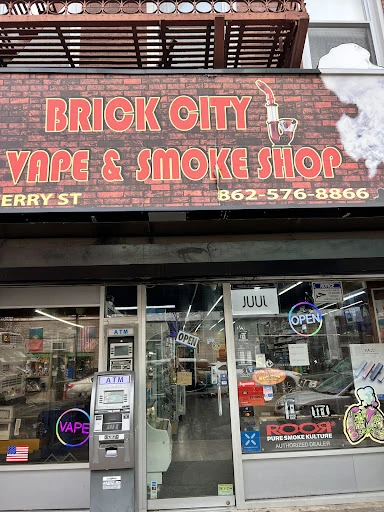 BRICK CITY
VAPE & SMOKE SHOP
ERRY ST
862-576-8866
ATM
JUUL
OPEN
OPEN
ATM
VAPE
ROOR
PURE SMOKE KULTURE
AUTHORIZED DEALER